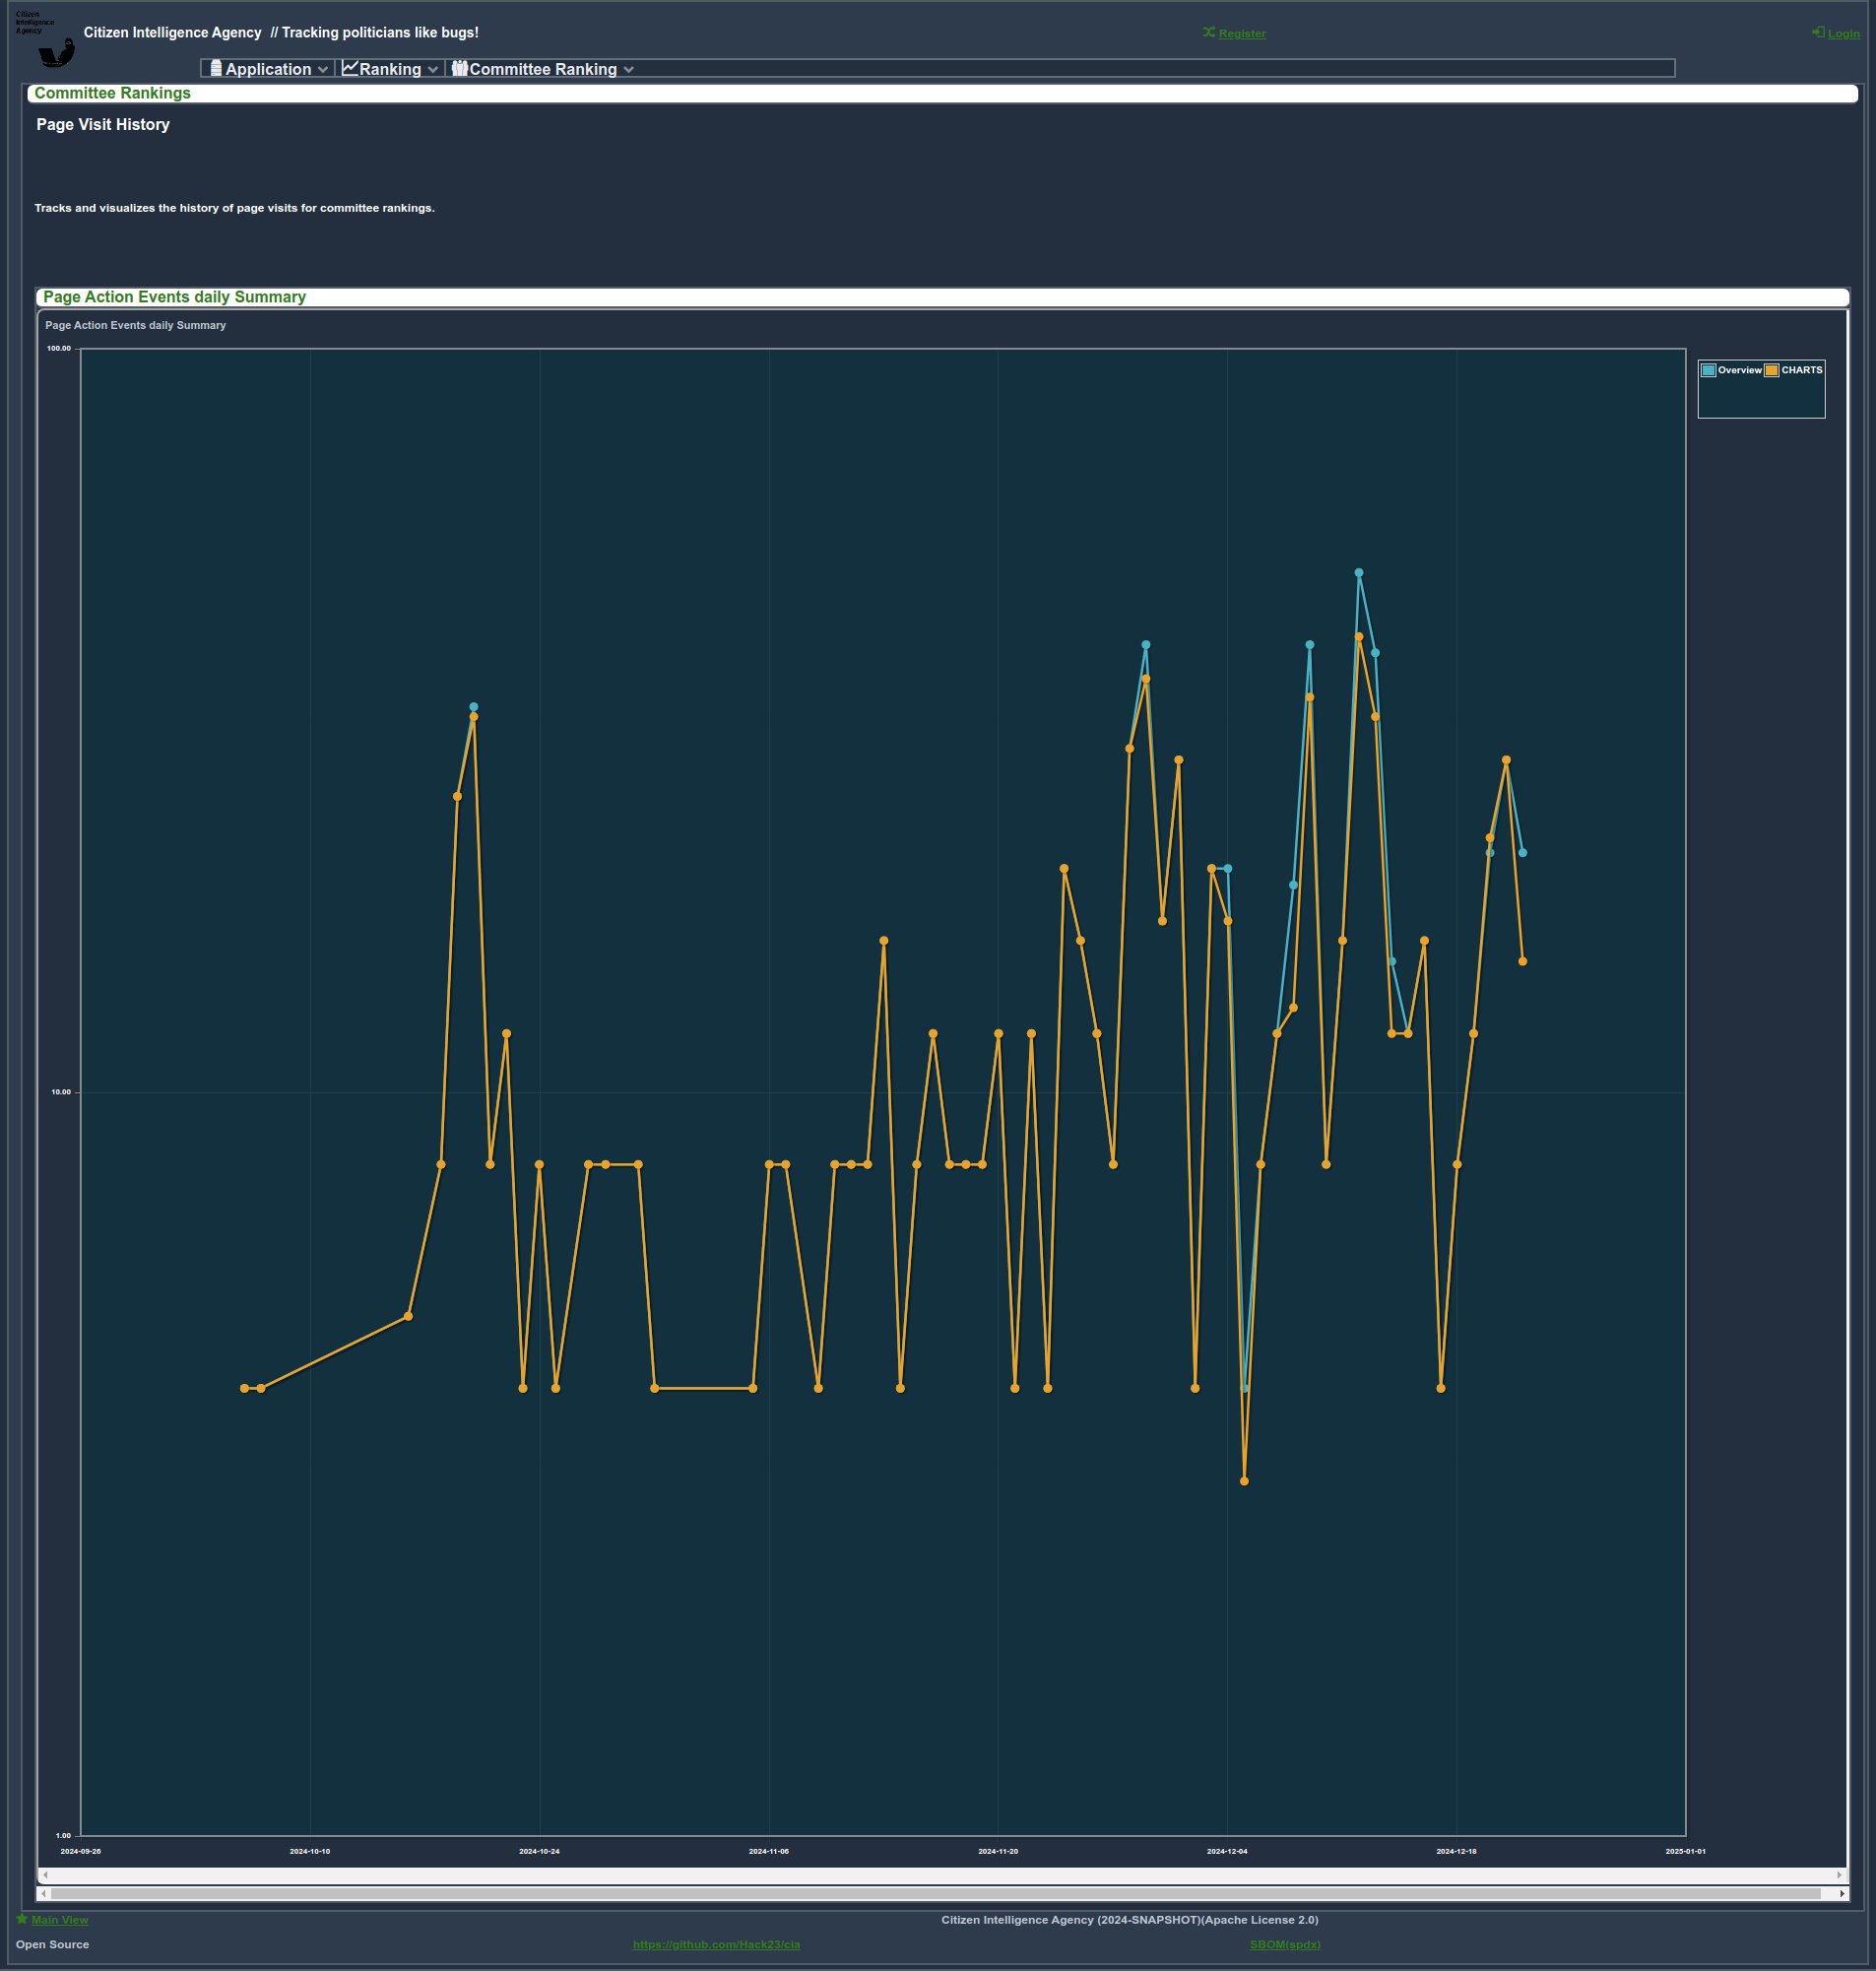 Citizen
Intelligence
Agency
Citizen Intelligence Agency // Tracking politicians like bugs!
Register
Login
Application
Ranking
Committee Ranking
Committee Rankings
Page Visit History
Tracks and visualizes the history of page visits for committee rankings.
Page Action Events daily Summary
Page Action Events daily Summary
100.00
Overview CHARTS
10.00
1.00
2024-09-26 2024-10-10 2024-10-24 2024-11-06 2024-11-20 2024-12-04 2024-12-18 2025-01-01
Main View
Citizen Intelligence Agency (2024-SNAPSHOT)(Apache License 2.0)
Open Source
https://github.com/Hack23/cia
SBOM(spdx)